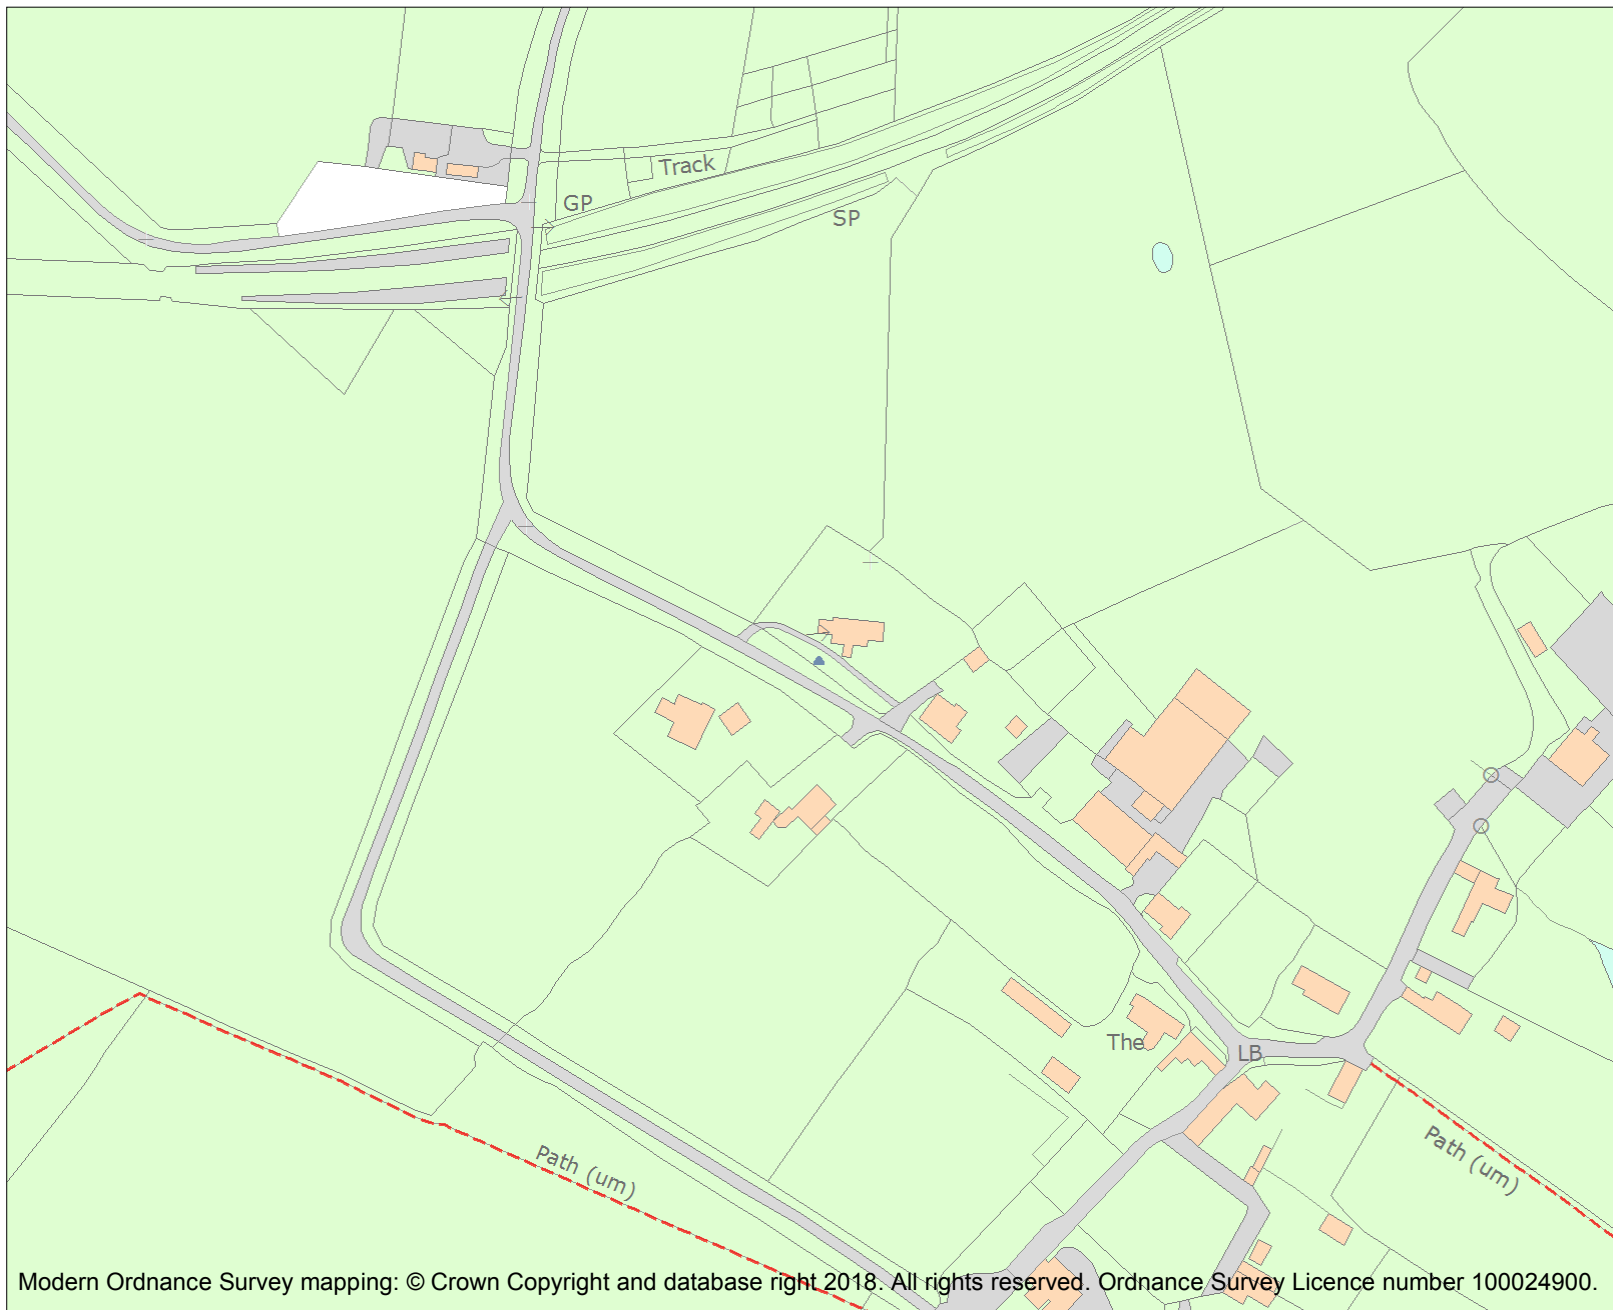 Track
GP
SP
The
LB
Path (um)
Path (um)
Modern Ordnance Survey mapping: © Crown Copyright and database right 2018. All rights reserved. Ordnance Survey Licence number 100024900.